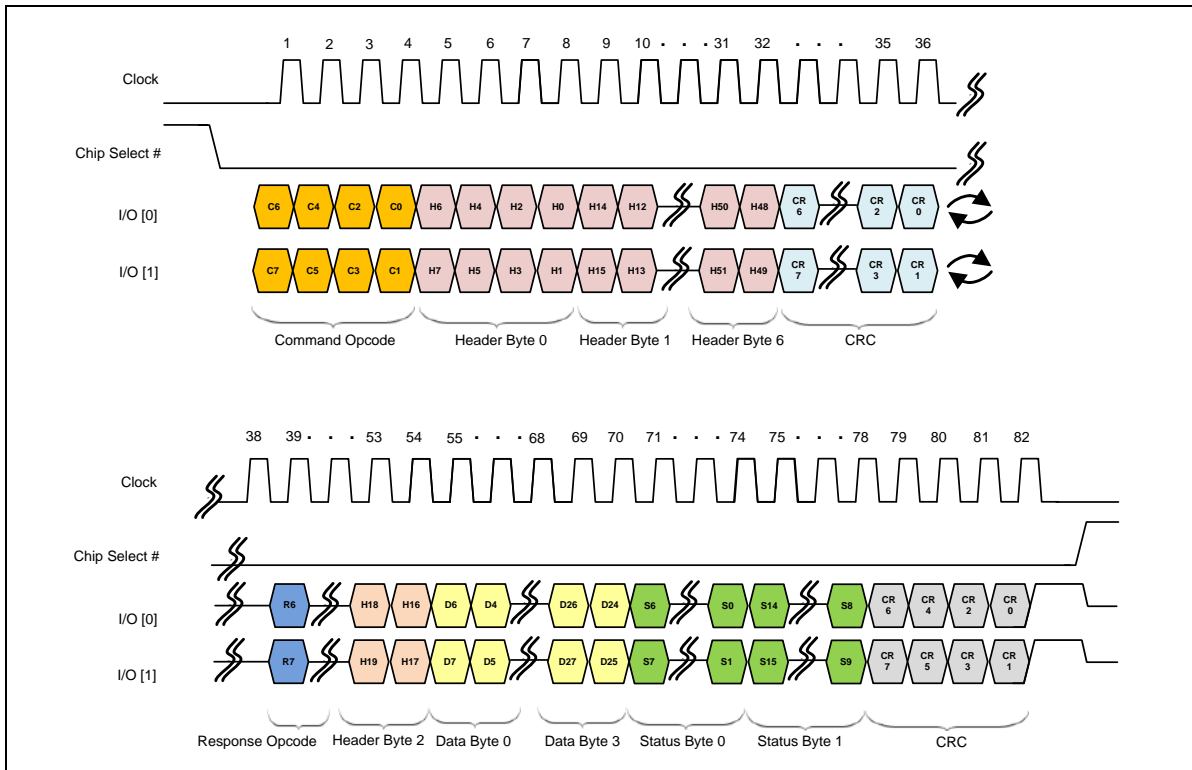 1 2 3 4 5 6 7 8 9 10 · · · 31 32 · · · 35 36
Clock
Chip Select #
I/O [0]
C6 C4 C2 C0 H6 H4 H2 H0 H14 H12 H50 H48 CR 6 CR 2 CR 0
I/O [1]
C7 C5 C3 C1 H7 H5 H3 H1 H15 H13 H51 H49 CR 7 CR 3 CR 1
Command Opcode Header Byte 0 Header Byte 1 Header Byte 6 CRC
38 39 · · · 53 54 55 · · · 68 69 70 71 · · · 74 75 · · · 78 79 80 81 82
Clock
Chip Select #
I/O [0]
R6 H18 H16 D6 D4 D26 D24 S6 S0 S14 S8 CR 6 CR 4 CR 2 CR 0
I/O [1]
R7 H19 H17 D7 D5 D27 D25 S7 S1 S15 S9 CR 7 CR 5 CR 3 CR 1
Response Opcode Header Byte 2 Data Byte 0 Data Byte 3 Status Byte 0 Status Byte 1 CRC